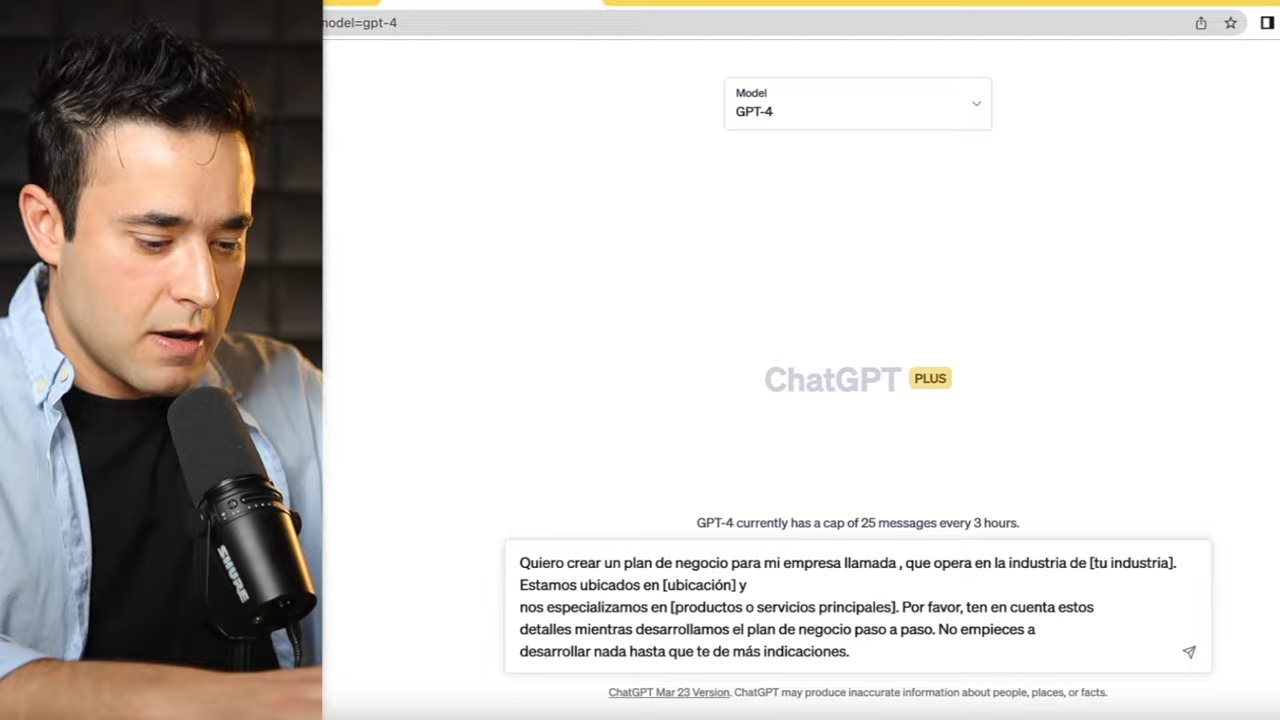 model=gpt-4
Model
GPT-4
ChatGPT PLUS
GPT-4 currently has a cap of 25 messages every 3 hours.
Quiero crear un plan de negocio para mi empresa llamada , que opera en la industria de [tu industria].
Estamos ubicados en [ubicación] y
nos especializamos en [productos o servicios principales]. Por favor, ten en cuenta estos
detalles mientras desarrollamos el plan de negocio paso a paso. No empieces a
desarrollar nada hasta que te de más indicaciones.
ChatGPT Mar 23 Version. ChatGPT may produce inaccurate information about people, places, or facts.
SHURE